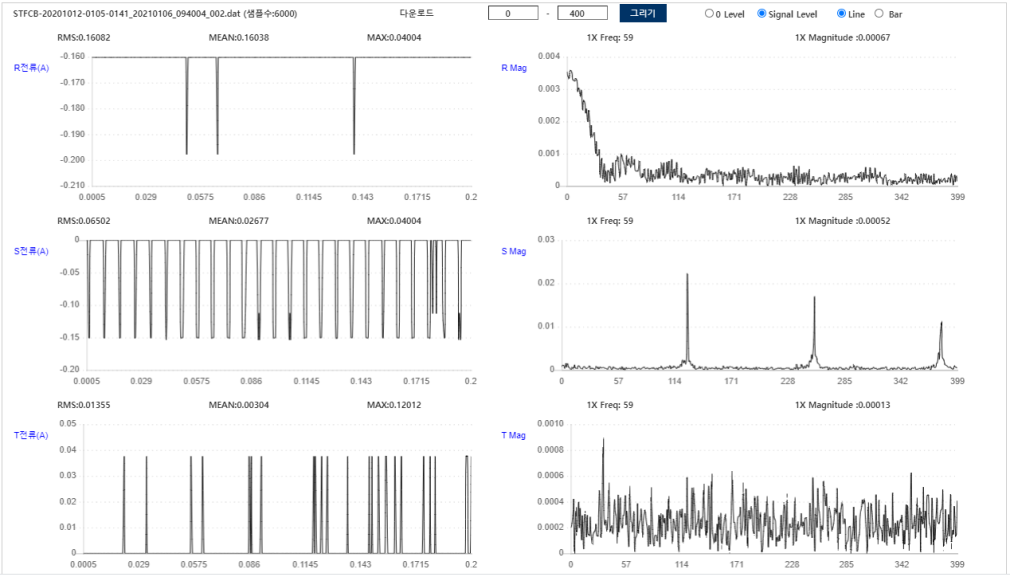 STFCB-20201012-0105-0141_20210106_094004_002.dat (샘플수:6000) 다운로드 0 - 400 그리기 0 Level Signal Level Line Bar
RMS:0.16082 MEAN:0.16038 MAX:0.04004 1X Freq: 59 1X Magnitude :0.00067
R전류(A)
-0.160
-0.170
-0.180
-0.190
-0.200
-0.210
0.0005 0.029 0.0575 0.086 0.1145 0.143 0.1715 0.2
R Mag
0.004
0.003
0.002
0.001
0
0 57 114 171 228 285 342 399
RMS:0.06502 MEAN:0.02677 MAX:0.04004 1X Freq: 59 1X Magnitude :0.00052
S전류(A)
0
-0.05
-0.10
-0.15
-0.20
0.0005 0.029 0.0575 0.086 0.1145 0.143 0.1715 0.2
S Mag
0.03
0.02
0.01
0
0 57 114 171 228 285 342 399
RMS:0.01355 MEAN:0.00304 MAX:0.12012 1X Freq: 59 1X Magnitude :0.00013
T전류(A)
0.05
0.04
0.03
0.02
0.01
0
0.0005 0.029 0.0575 0.086 0.1145 0.143 0.1715 0.2
T Mag
0.0010
0.0008
0.0006
0.0004
0.0002
0
0 57 114 171 228 285 342 399